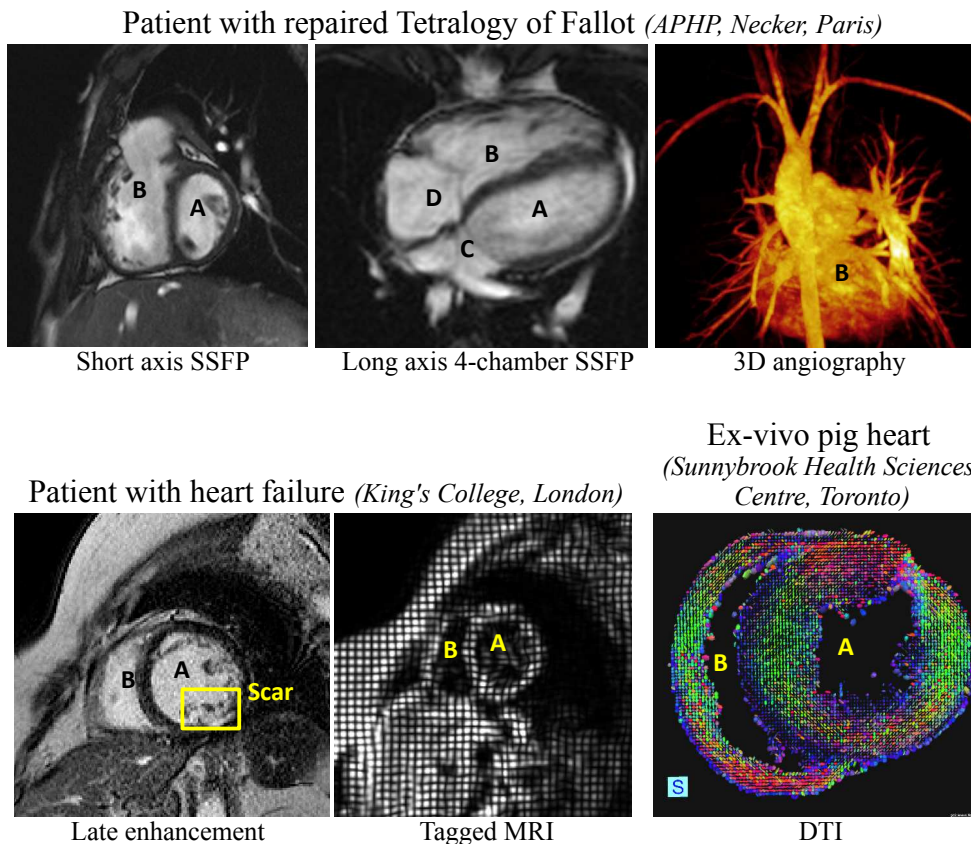 Patient with repaired Tetralogy of Fallot (APHP, Necker, Paris)
B
A
B
D
A
C
B
Short axis SSFP
Long axis 4-chamber SSFP
3D angiography
Ex-vivo pig heart
(Sunnybrook Health Sciences
Centre, Toronto)
Patient with heart failure (King's College, London)
A
B
Scar
A
B
A
B
S
Late enhancement
Tagged MRI
DTI